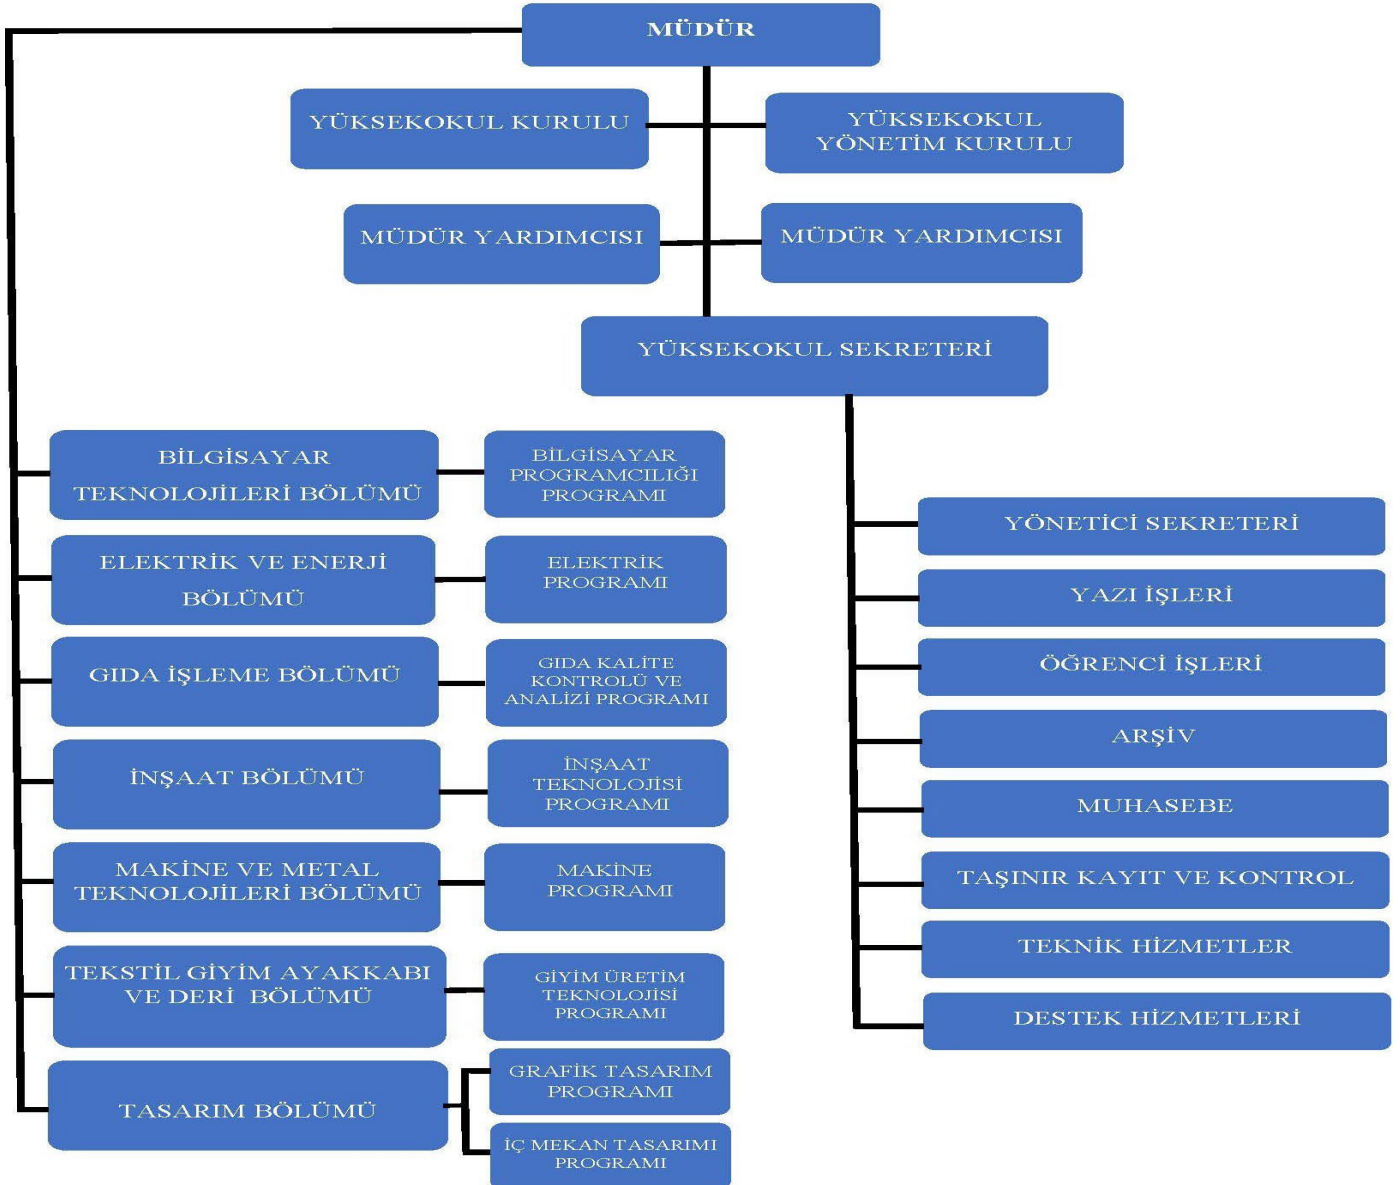 MÜDÜR
YÜKSEKOKUL KURULU
YÜKSEKOKUL
YÖNETİM KURULU
MÜDÜR YARDIMCISI
MÜDÜR YARDIMCISI
YÜKSEKOKUL SEKRETERİ
BİLGİSAYAR
TEKNOLOJİLERİ BÖLÜMÜ
BİLGİSAYAR
PROGRAMCILIĞI
PROGRAMI
ELEKTRİK VE ENERJİ
BÖLÜMÜ
ELEKTRİK
PROGRAMI
GIDA İŞLEME BÖLÜMÜ
GIDA KALİTE
KONTROLÜ VE
ANALİZİ PROGRAMI
İNŞAAT BÖLÜMÜ
İNŞAAT
TEKNOLOJİSİ
PROGRAMI
MAKİNE VE METAL
TEKNOLOJİLERİ BÖLÜMÜ
MAKİNE
PROGRAMI
TEKSTİL GİYİM AYAKKABI
VE DERİ BÖLÜMÜ
GİYİM ÜRETİM
TEKNOLOJİSİ
PROGRAMI
TASARIM BÖLÜMÜ
GRAFİK TASARIM
PROGRAMI
İÇ MEKAN TASARIMI
PROGRAMI
YÖNETİCİ SEKRETERİ
YAZI İŞLERİ
ÖĞRENCİ İŞLERİ
ARŞİV
MUHASEBE
TAŞINIR KAYIT VE KONTROL
TEKNİK HİZMETLER
DESTEK HİZMETLERİ